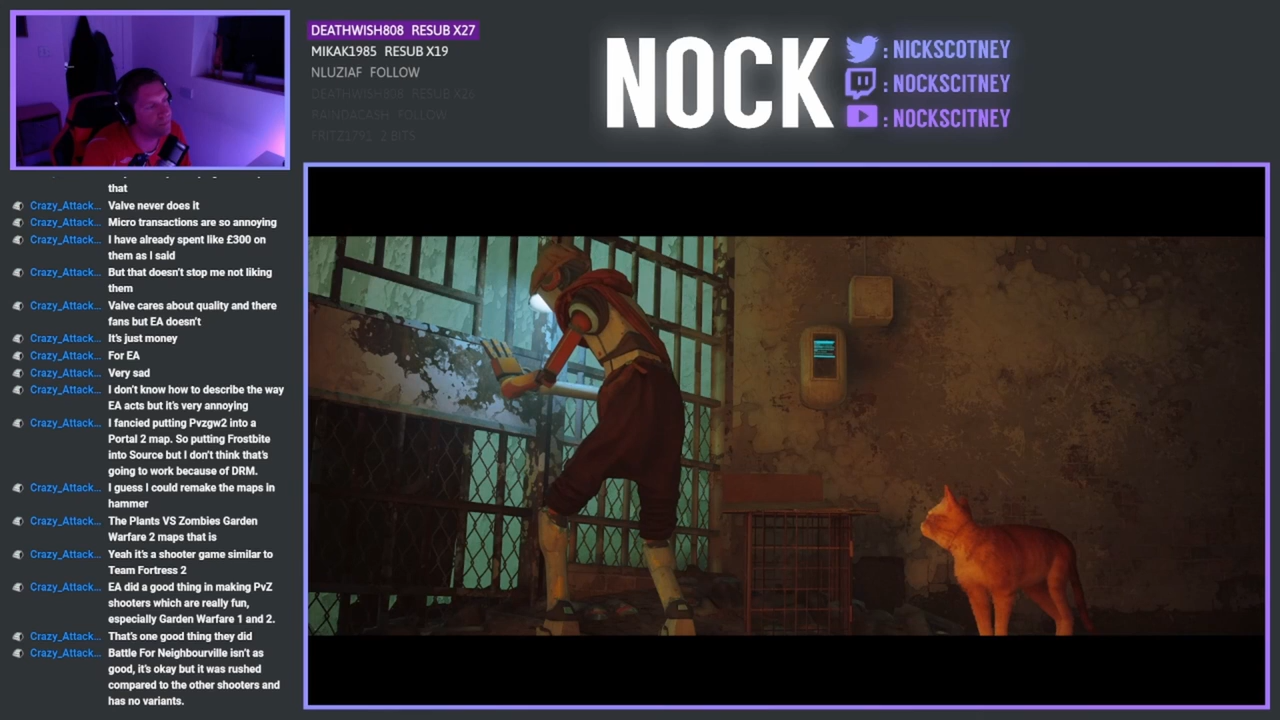 DEATHWISH808 RESUB X27
MIKAK1985 RESUB X19
NLUZIAF FOLLOW
DEATHWISH808 RESUB X26
RAINDACASH FOLLOW
FRITZ1792 2 BITS
NOCK
: NICKSCOTNEY
: NOCKSCITNEY
: NOCKSCITNEY
that
Crazy_Attack... Valve never does it
Crazy_Attack... Micro transactions are so annoying
Crazy_Attack... I have already spent like £300 on
them as I said
Crazy_Attack... But that doesn't stop me not liking
them
Crazy_Attack... Valve cares about quality and there
fans but EA doesn't
Crazy_Attack... It's just money
Crazy_Attack... For EA
Crazy_Attack... Very sad
Crazy_Attack... I don't know how to describe the way
EA acts but it's very annoying
Crazy_Attack... I fancied putting Pvzgw2 into a
Portal 2 map. So putting Frostbite
into Source but I don't think that's
going to work because of DRM.
Crazy_Attack... I guess I could remake the maps in
hammer
Crazy_Attack... The Plants VS Zombies Garden
Warfare 2 maps that is
Crazy_Attack... Yeah it's a shooter game similar to
Team Fortress 2
Crazy_Attack... EA did a good thing in making PvZ
shooters which are really fun,
especially Garden Warfare 1 and 2.
Crazy_Attack... That's one good thing they did
Crazy_Attack... Battle For Neighbourville isn't as
good, it's okay but it was rushed
compared to the other shooters and
has no variants.